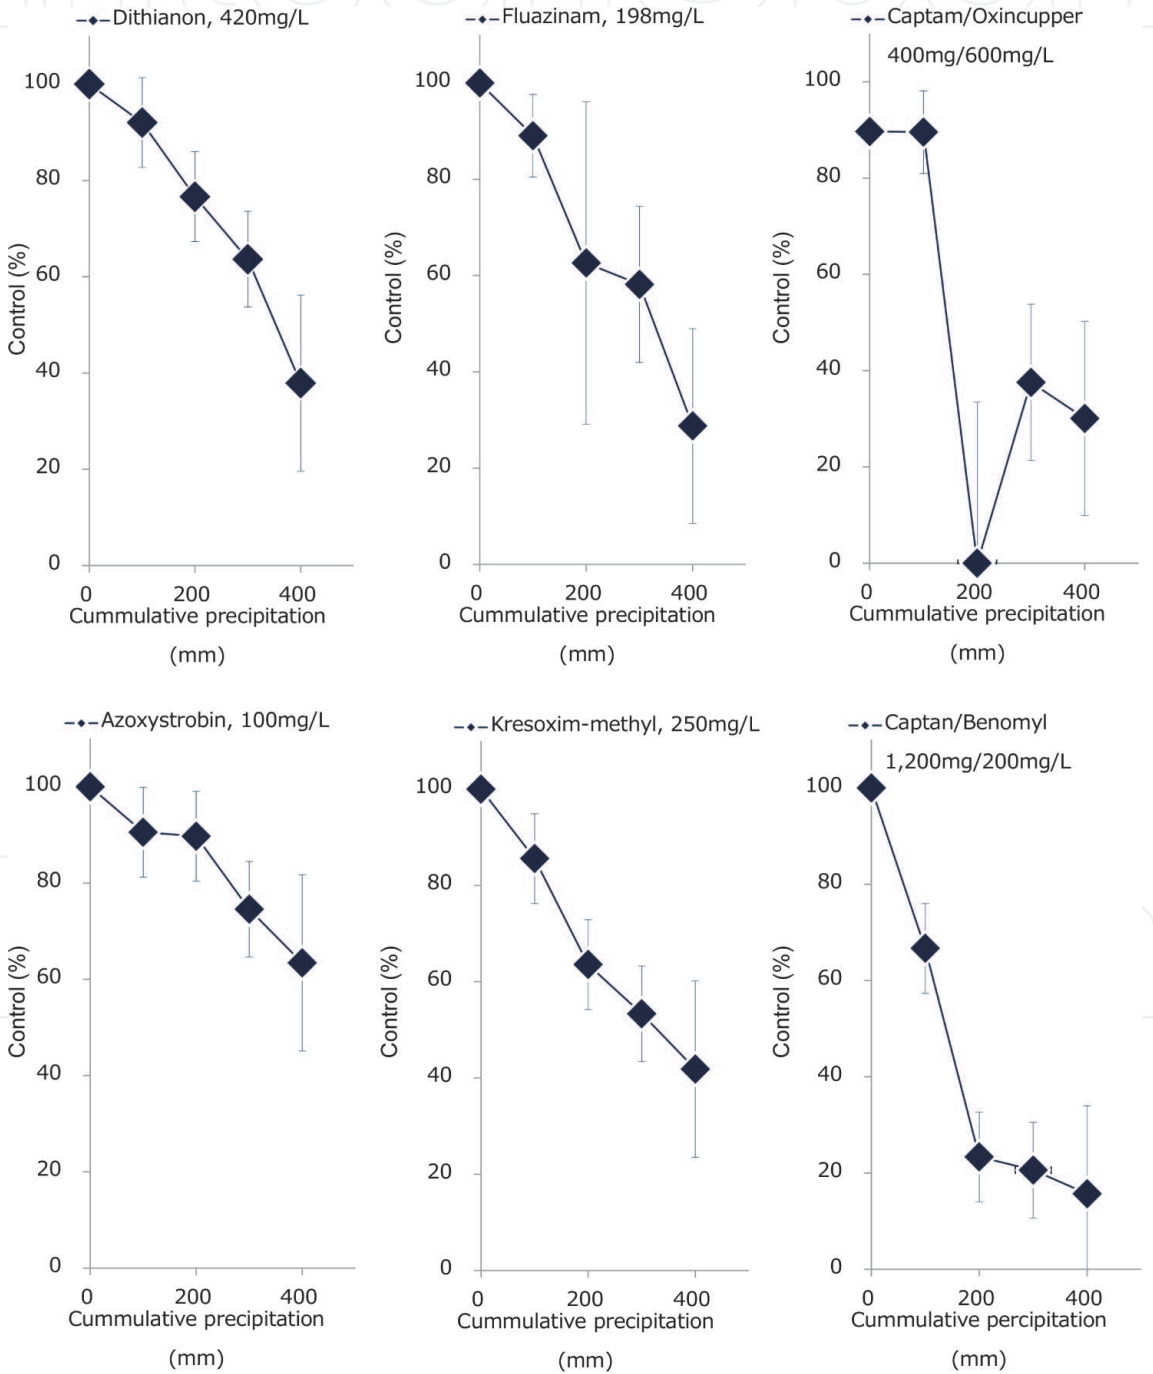 Dithianon, 420mg/L
100
80
60
40
20
0
Control (%)
0 200 400
Cummulative precipitation
(mm)
Fluazinam, 198mg/L
100
80
60
40
20
0
Control (%)
0 200 400
Cummulative precipitation
(mm)
Captam/Oxincupper
400mg/600mg/L
100
80
60
40
20
0
Control (%)
0 200 400
Cummulative precipitation
(mm)
Azoxystrobin, 100mg/L
100
80
60
40
20
0
Control (%)
0 200 400
Cummulative precipitation
(mm)
Kresoxim-methyl, 250mg/L
100
80
60
40
20
0
Control (%)
0 200 400
Cummulative precipitation
(mm)
Captan/Benomyl
1,200mg/200mg/L
100
80
60
40
20
0
Control (%)
0 200 400
Cummulative percipitation
(mm)